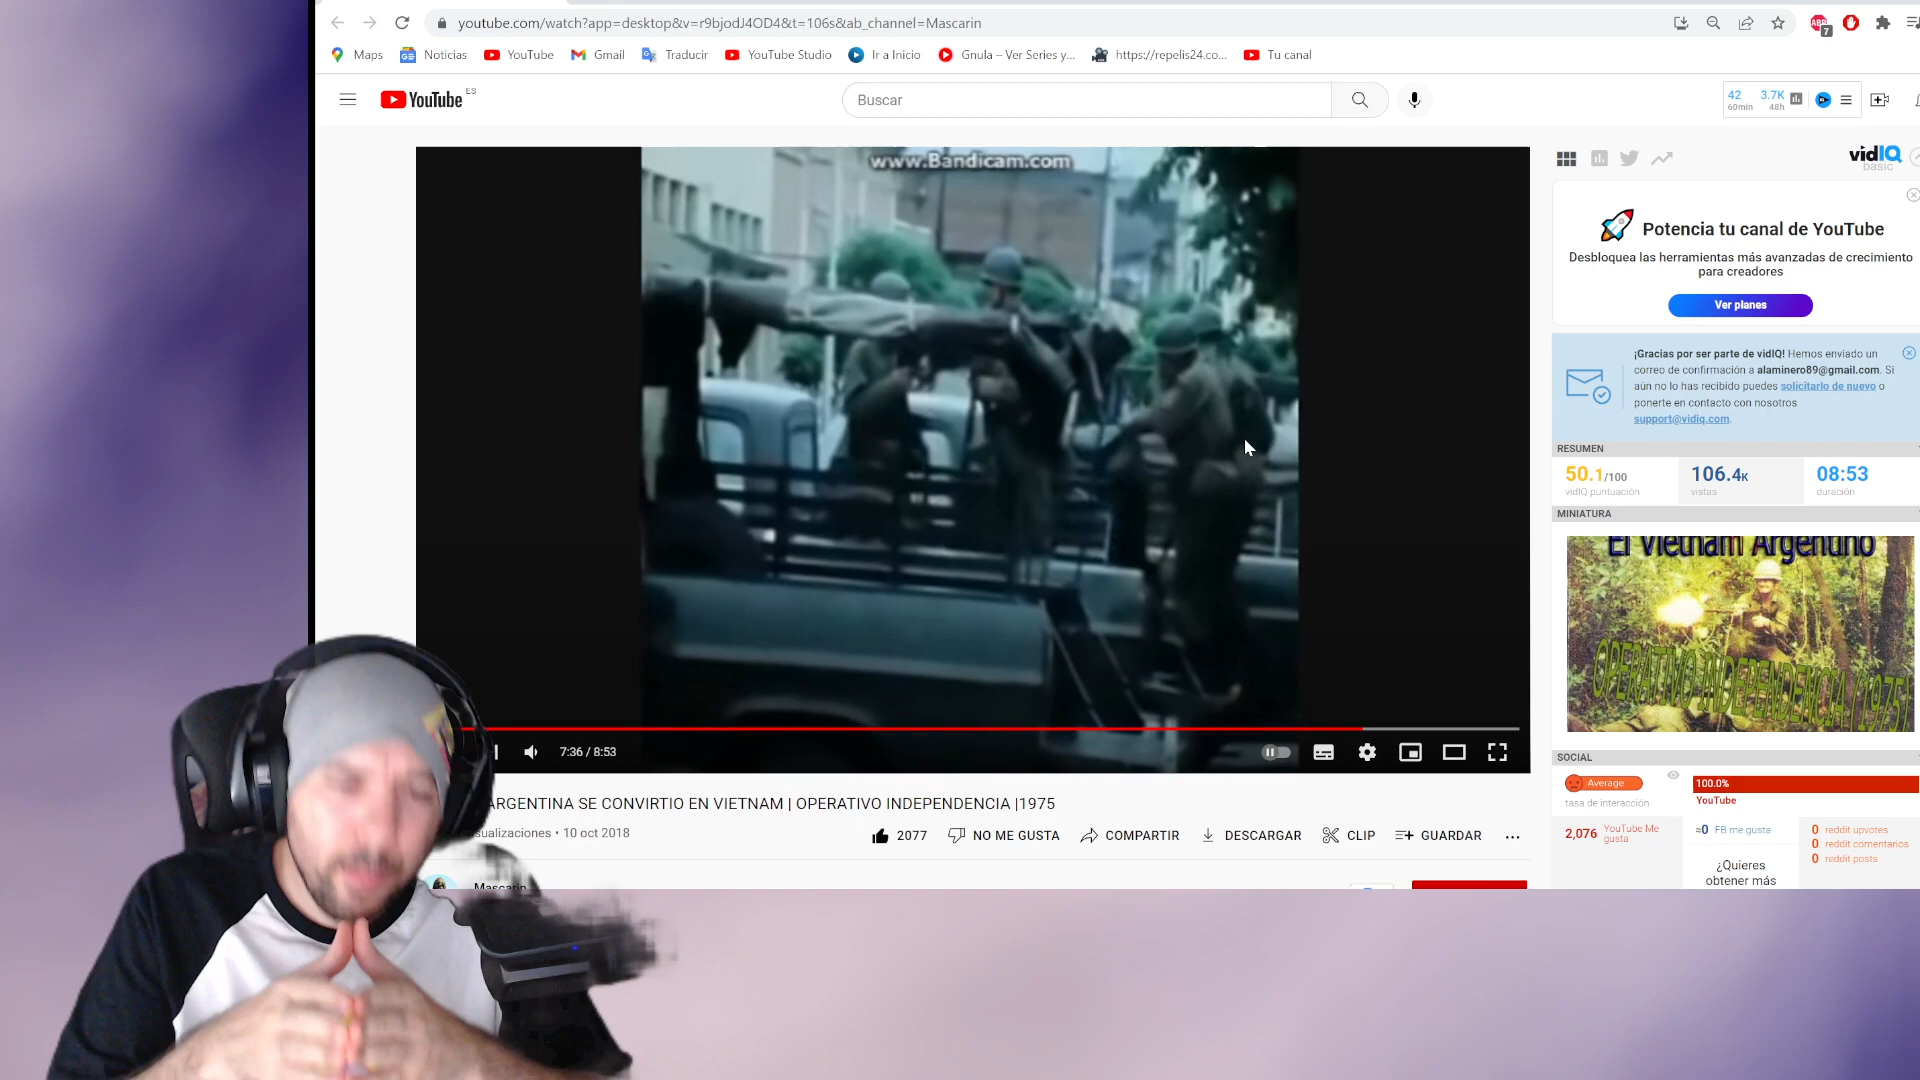 youtube.com/watch?app=desktop&v=r9bjodJ4OD4&t=106s&ab_channel=Mascarin
7
Maps
Noticias
YouTube
Gmail
Traducir
YouTube Studio
Ir a Inicio
Gnula – Ver Series y...
https://repelis24.co...
Tu canal
YouTube ES
Buscar
42
60min
3.7K
48h
www.Bandicam.com
vidIQ
basic
Potencia tu canal de YouTube
Desbloquea las herramientas más avanzadas de crecimiento
para creadores
Ver planes
¡Gracias por ser parte de vidIQ! Hemos enviado un
correo de confirmación a alaminero89@gmail.com. Si
aún no lo has recibido puedes solicitarlo de nuevo o
ponerte en contacto con nosotros
support@vidiq.com.
RESUMEN
50.1/100
vidIQ puntuación
106.4K
vistas
08:53
duración
MINIATURA
El Vietnam Argentino
OPERATIVO INDEPENDENCIA (1975)
7:36 / 8:53
ARGENTINA SE CONVIRTIO EN VIETNAM | OPERATIVO INDEPENDENCIA |1975
sualizaciones • 10 oct 2018
2077
NO ME GUSTA
COMPARTIR
DESCARGAR
CLIP
GUARDAR
Mascarin
SOCIAL
Average
tasa de interacción
100.0%
YouTube
2,076 YouTube Me
gusta
≈0 FB me gusta
0 reddit upvotes
0 reddit comentarios
0 reddit posts
¿Quieres
obtener más